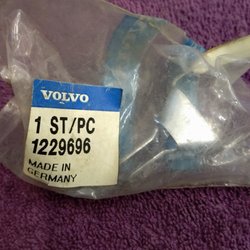 VOLVO
1 ST/PC
1229696
MADE IN
GERMANY